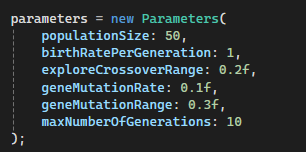 parameters = new Parameters(
    populationSize: 50,
    birthRatePerGeneration: 1,
    exploreCrossoverRange: 0.2f,
    geneMutationRate: 0.1f,
    geneMutationRange: 0.3f,
    maxNumberOfGenerations: 10
);